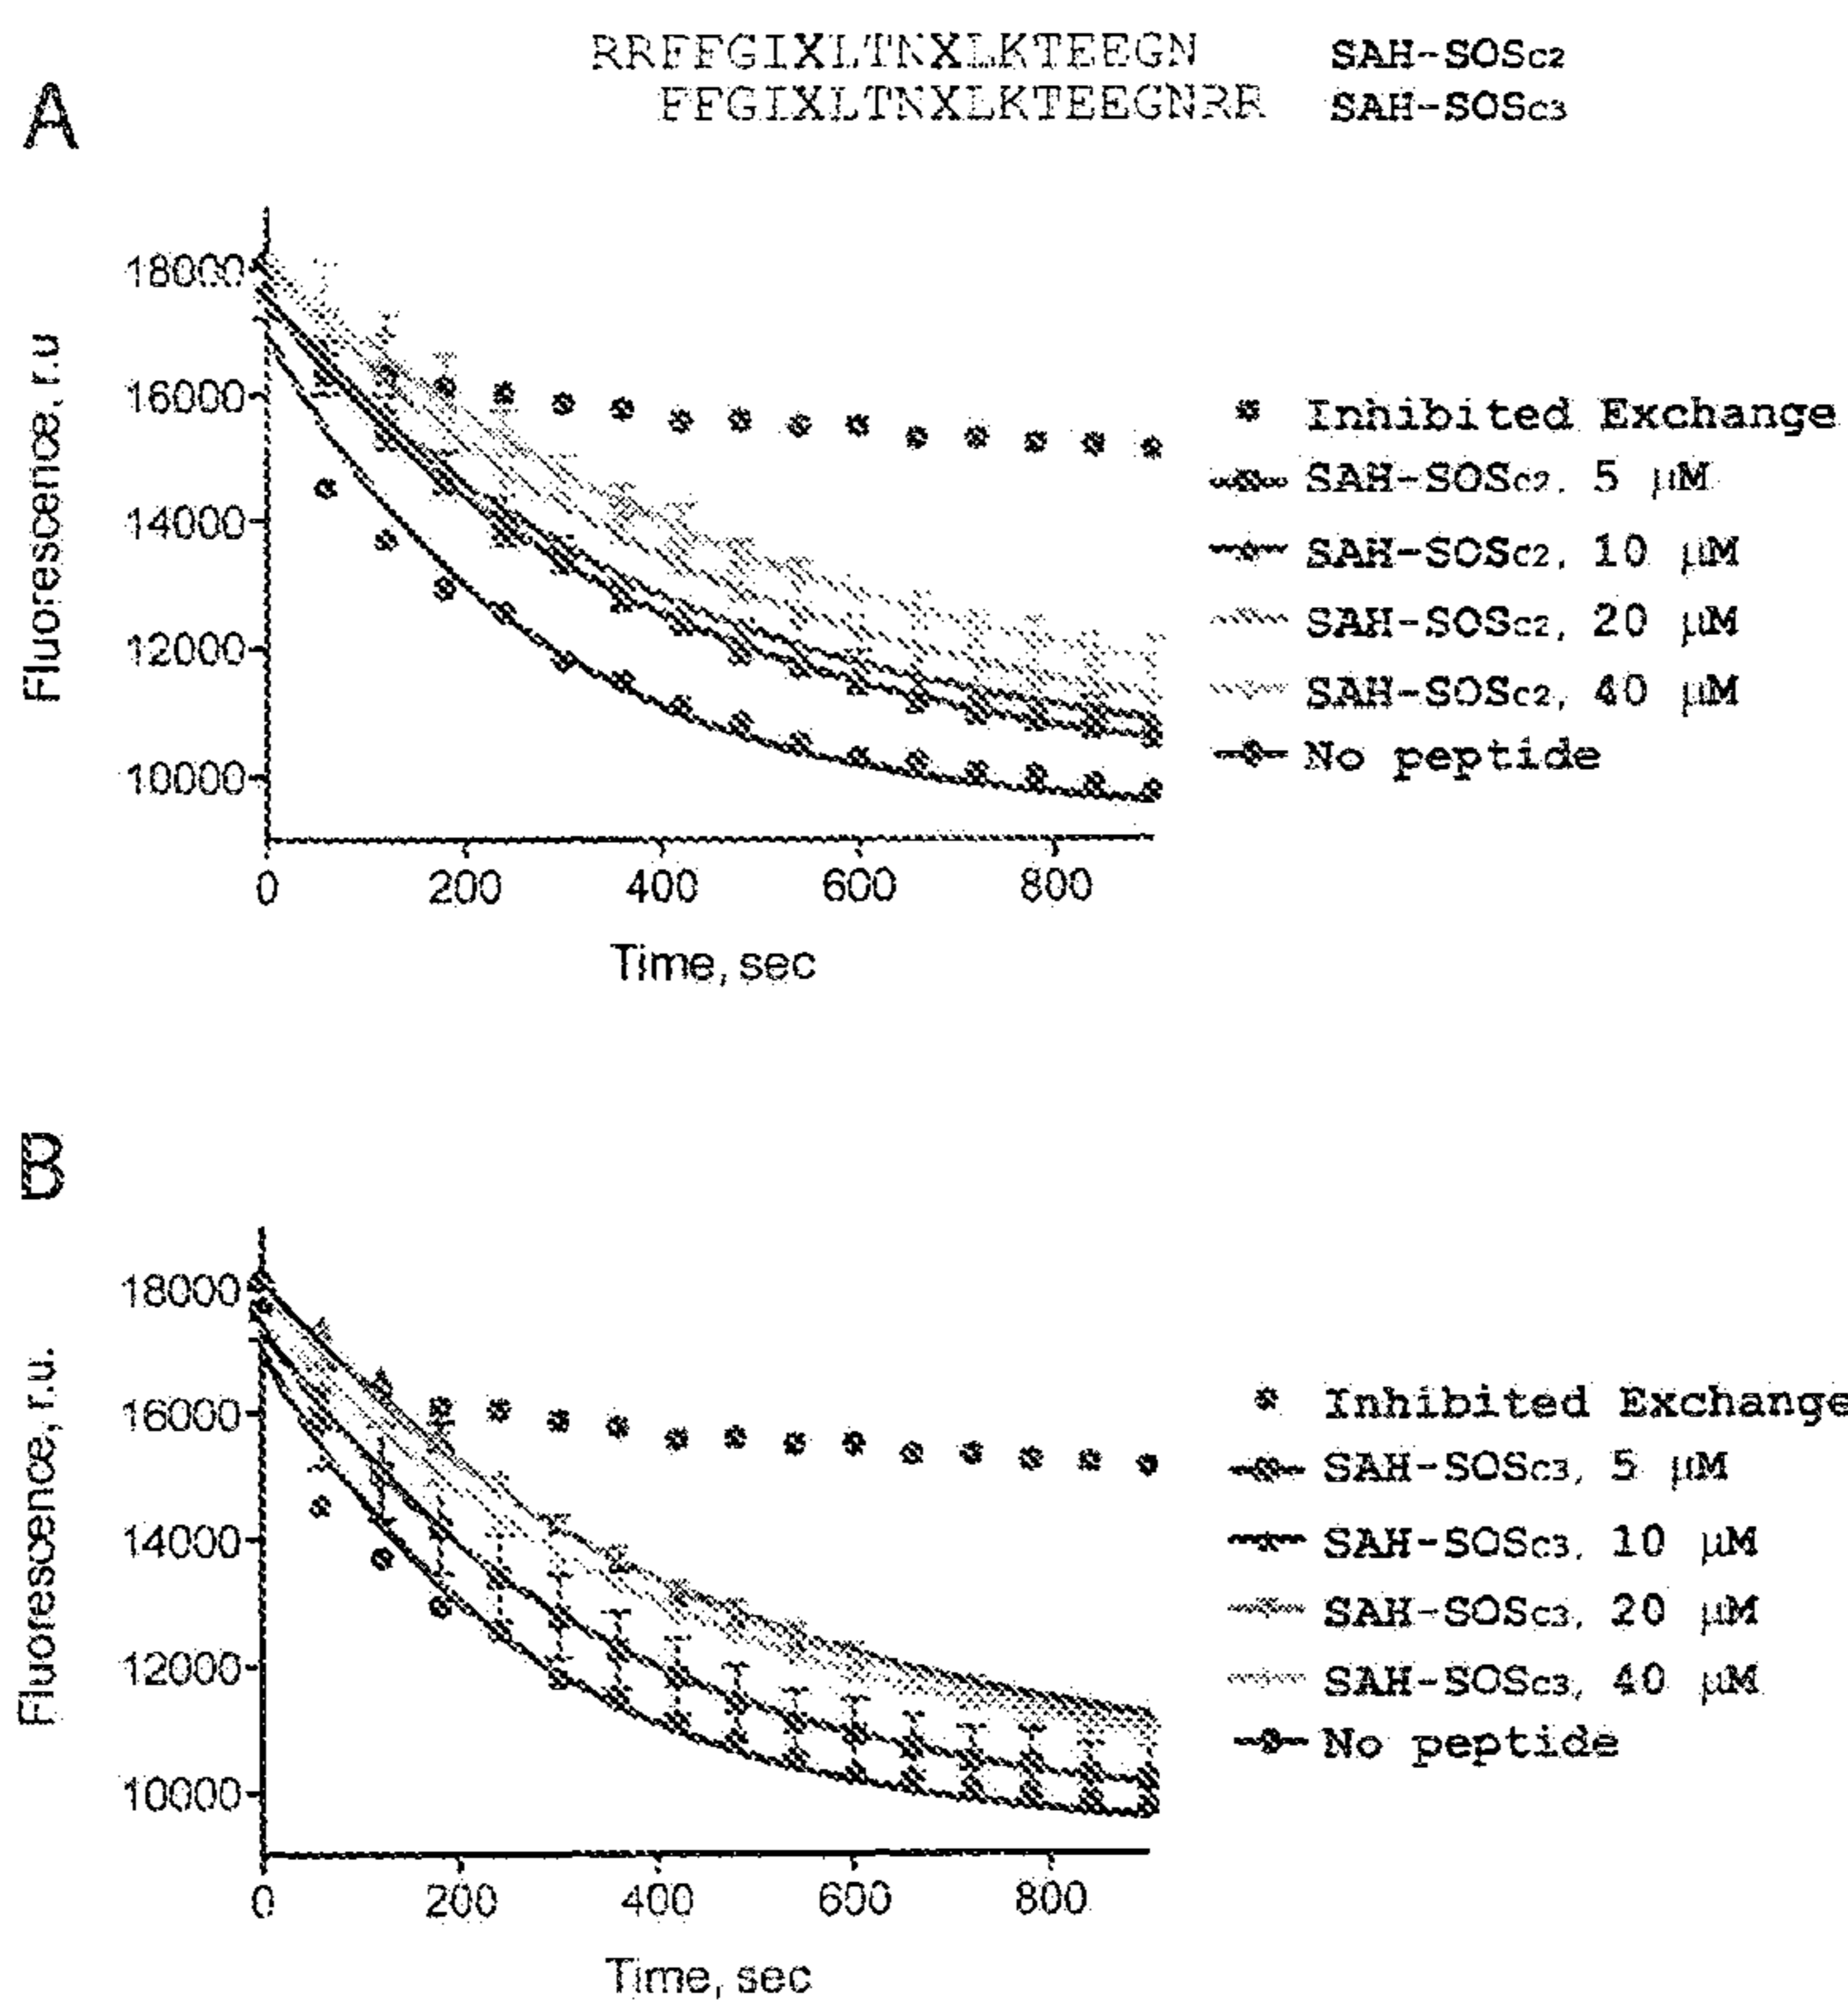 RRFFGIXLTNXLKTEEGN SAH-SOSC2
FFGIXLTNXLKTEEGNRR SAH-SOSC3
A
Fluorescence, r.u
18000
16000
14000
12000
10000
0 200 400 600 800
Time, sec
Inhibited Exchange
SAH-SOSC2, 5 µM
SAH-SOSC2, 10 µM
SAH-SOSC2, 20 µM
SAH-SOSC2, 40 µM
No peptide
B
Fluorescence, r.u.
18000
16000
14000
12000
10000
0 200 400 600 800
Time, sec
Inhibited Exchange
SAH-SOSC3, 5 µM
SAH-SOSC3, 10 µM
SAH-SOSC3, 20 µM
SAH-SOSC3, 40 µM
No peptide